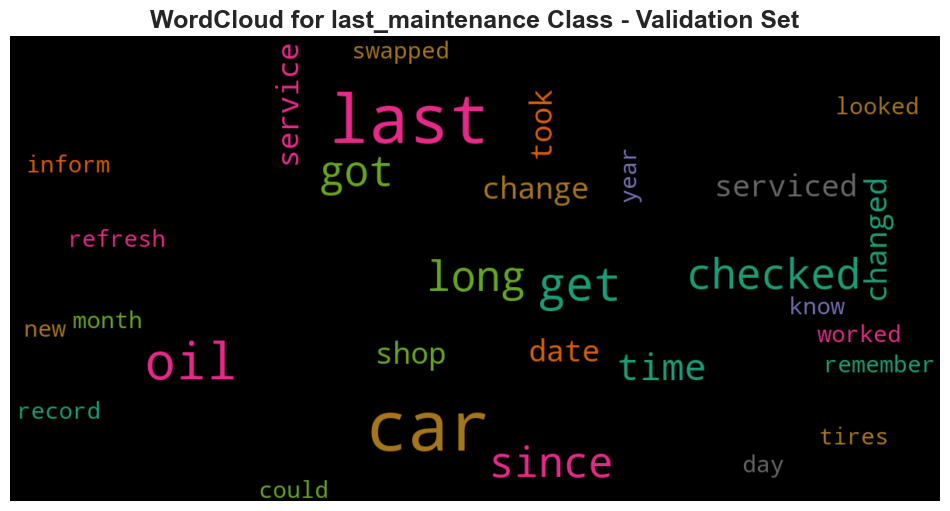 WordCloud for last_maintenance Class - Validation Set
swapped
service
last
took
looked
inform
got
change
year
serviced
changed
refresh
long
get
checked
know
new
month
worked
oil
shop
date
time
remember
record
car
since
tires
day
could